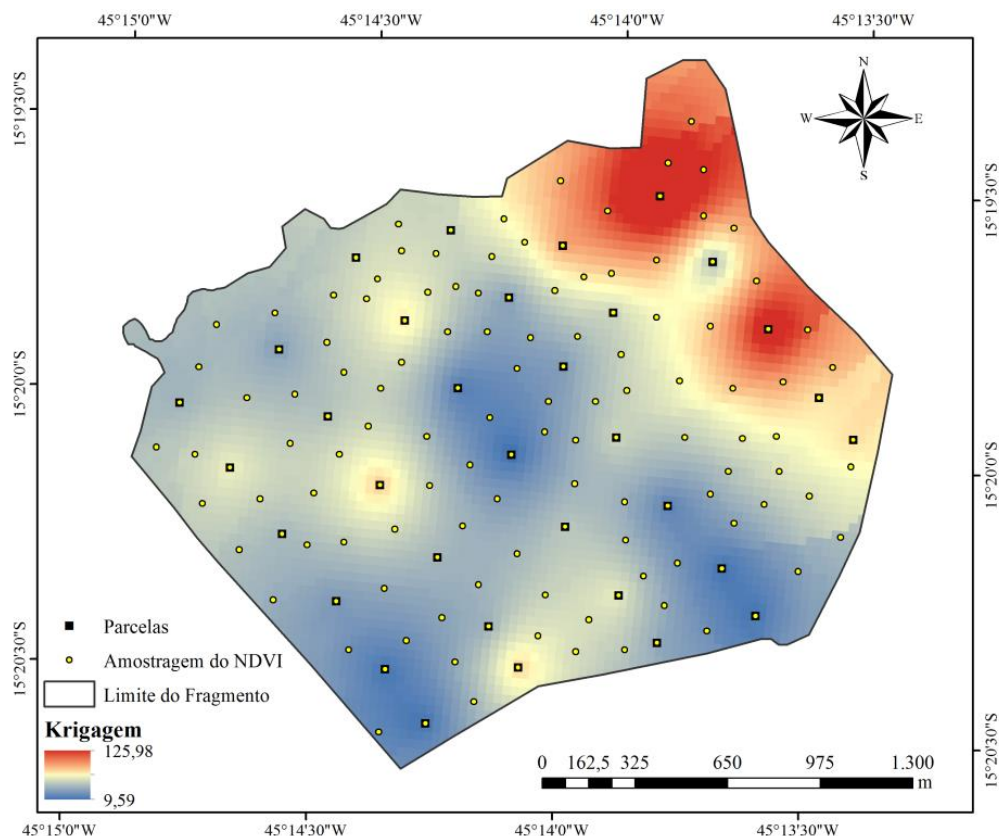 45°15'0"W 45°14'30"W 45°14'0"W 45°13'30"W
15°19'30"S
15°19'30"S
15°20'0"S
15°20'0"S
15°20'30"S
15°20'30"S
N
W E
S
Parcelas
Amostragem do NDVI
Limite do Fragmento
Krigagem
125,98
9,59
0 162,5 325 650 975 1.300
m
45°15'0"W 45°14'30"W 45°14'0"W 45°13'30"W